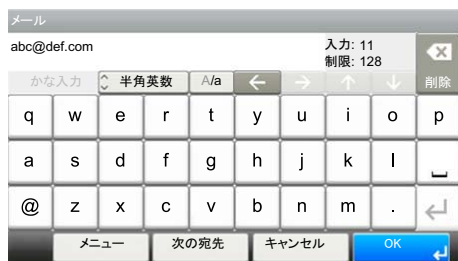 メール
abc@def.com
入力: 11
制限: 128
かな入力 半角英数 A/a ← → ↑ ↓ 削除
q w e r t y u i o p
a s d f g h j k l
@ z x c v b n m .
メニュー 次の宛先 キャンセル OK